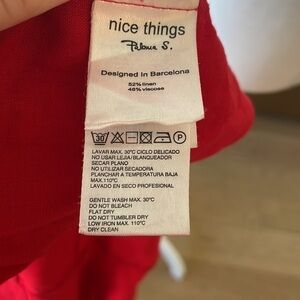 nice things
Paloma S.
Designed in Barcelona
52% linen
48% viscose
30 P
LAVAR MAX. 30ºC CICLO DELICADO
NO USAR LEJIA/BLANQUEADOR
SECAR PLANO
NO UTILIZAR SECADORA
PLANCHAR A TEMPERATURA BAJA
MAX.110ºC
LAVADO EN SECO PROFESIONAL
GENTLE WASH MAX. 30ºC
DO NOT BLEACH
FLAT DRY
DO NOT TUMBLER DRY
LOW IRON MAX. 110ºC
DRY CLEAN